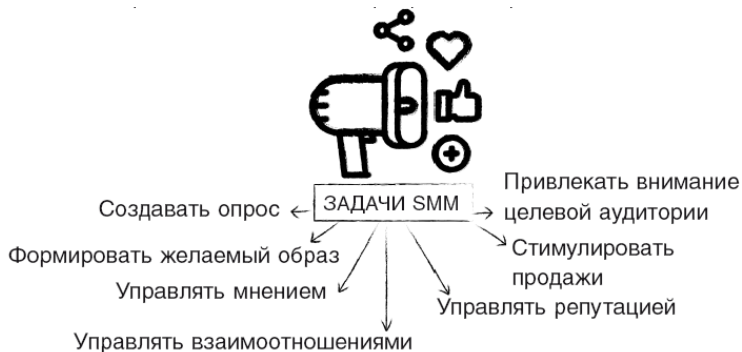 ЗАДАЧИ SMM
Создавать опрос
Формировать желаемый образ
Управлять мнением
Управлять взаимоотношениями
Управлять репутацией
Стимулировать
продажи
Привлекать внимание
целевой аудитории